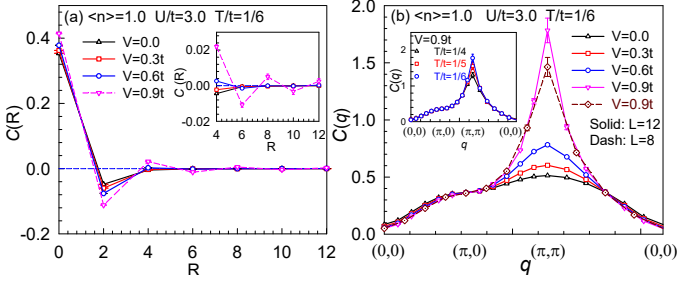 (a) <n>=1.0 U/t=3.0 T/t=1/6
V=0.0
V=0.3t
V=0.6t
V=0.9t
C(R)
0.4
0.2
0.0
-0.2
0 2 4 6 8 10 12
R
C (R)
0.02
0.00
-0.02
4 6 8 10 12
R
(b) <n>=1.0 U/t=3.0 T/t=1/6
V=0.0
V=0.3t
V=0.6t
V=0.9t
V=0.9t
Solid: L=12
Dash: L=8
C(q)
2.0
1.5
1.0
0.5
0.0
(0,0) (π,0) (π,π) (0,0)
q
V=0.9t
T/t=1/4
T/t=1/5
T/t=1/6
C(q)
2
1
0
(0,0) (π,0) (π,π) (0,0)
q